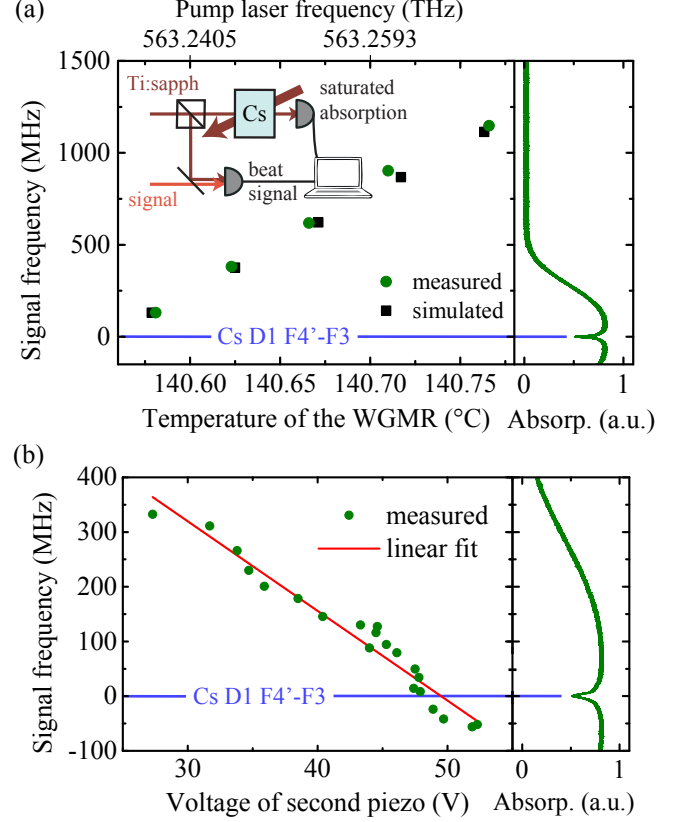 (a)
Pump laser frequency (THz)
563.2405 563.2593
Signal frequency (MHz)
1500
1000
500
0
Ti:sapph
Cs
saturated
absorption
beat
signal
signal
measured
simulated
Cs D1 F4'-F3
140.60 140.65 140.70 140.75
Temperature of the WGMR (°C)
0 1
Absorp. (a.u.)
(b)
Signal frequency (MHz)
400
300
200
100
0
-100
measured
linear fit
Cs D1 F4'-F3
30 40 50
Voltage of second piezo (V)
0 1
Absorp. (a.u.)